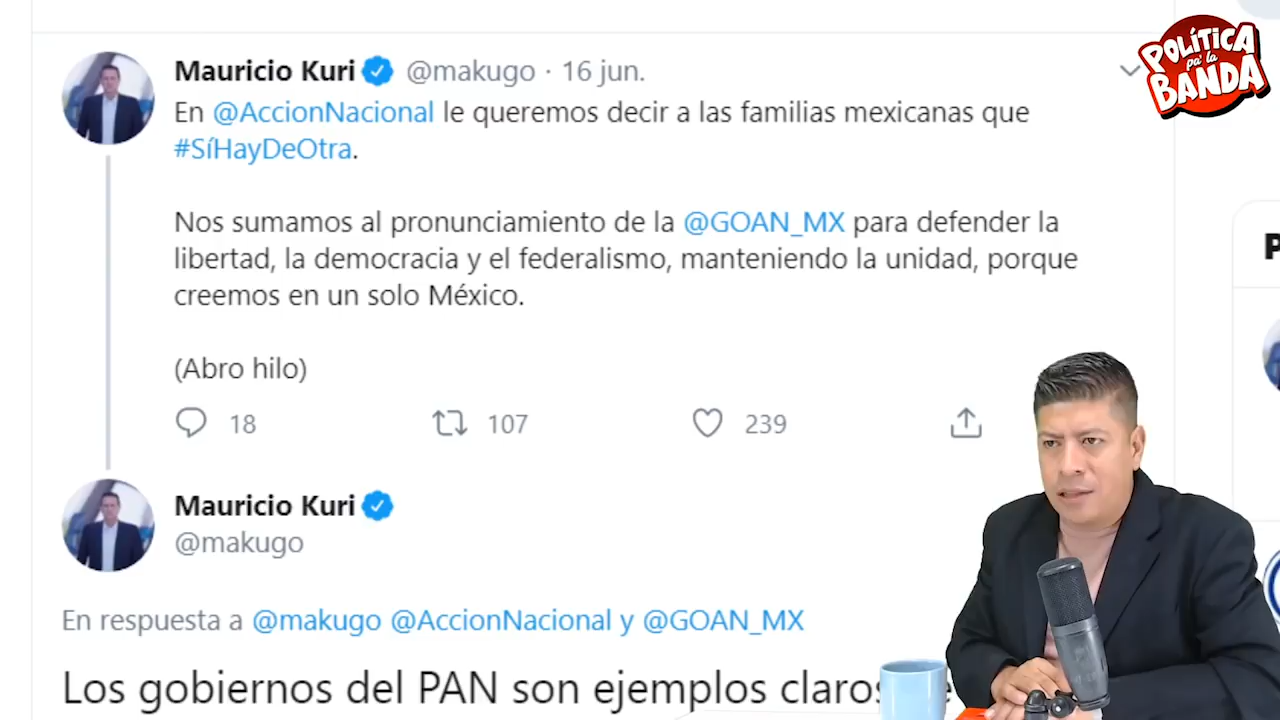 POLÍTICA
pa' la
BANDA
Mauricio Kuri @makugo · 16 jun.
En @AccionNacional le queremos decir a las familias mexicanas que
#SíHayDeOtra.
Nos sumamos al pronunciamiento de la @GOAN_MX para defender la
libertad, la democracia y el federalismo, manteniendo la unidad, porque
creemos en un solo México.
(Abro hilo)
18 107 239
Mauricio Kuri
@makugo
En respuesta a @makugo @AccionNacional y @GOAN_MX
Los gobiernos del PAN son ejemplos claros